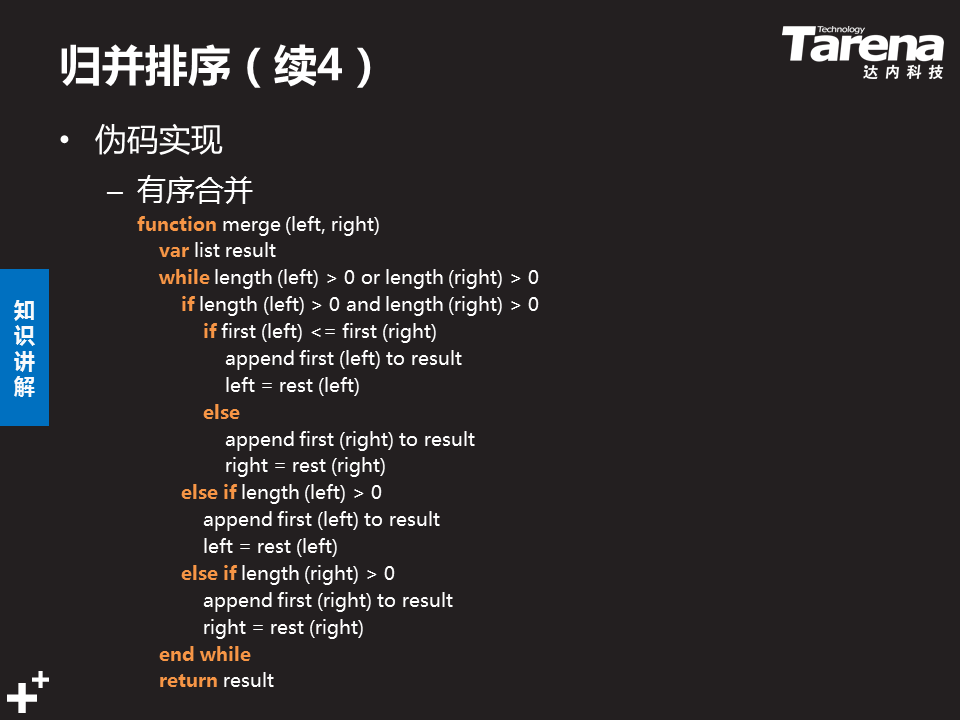 归并排序（续4）
Technology
Tarena
达内科技
• 伪码实现
– 有序合并
function merge (left, right)
var list result
while length (left) > 0 or length (right) > 0
if length (left) > 0 and length (right) > 0
if first (left) <= first (right)
append first (left) to result
left = rest (left)
else
append first (right) to result
right = rest (right)
else if length (left) > 0
append first (left) to result
left = rest (left)
else if length (right) > 0
append first (right) to result
right = rest (right)
end while
return result
知识讲解